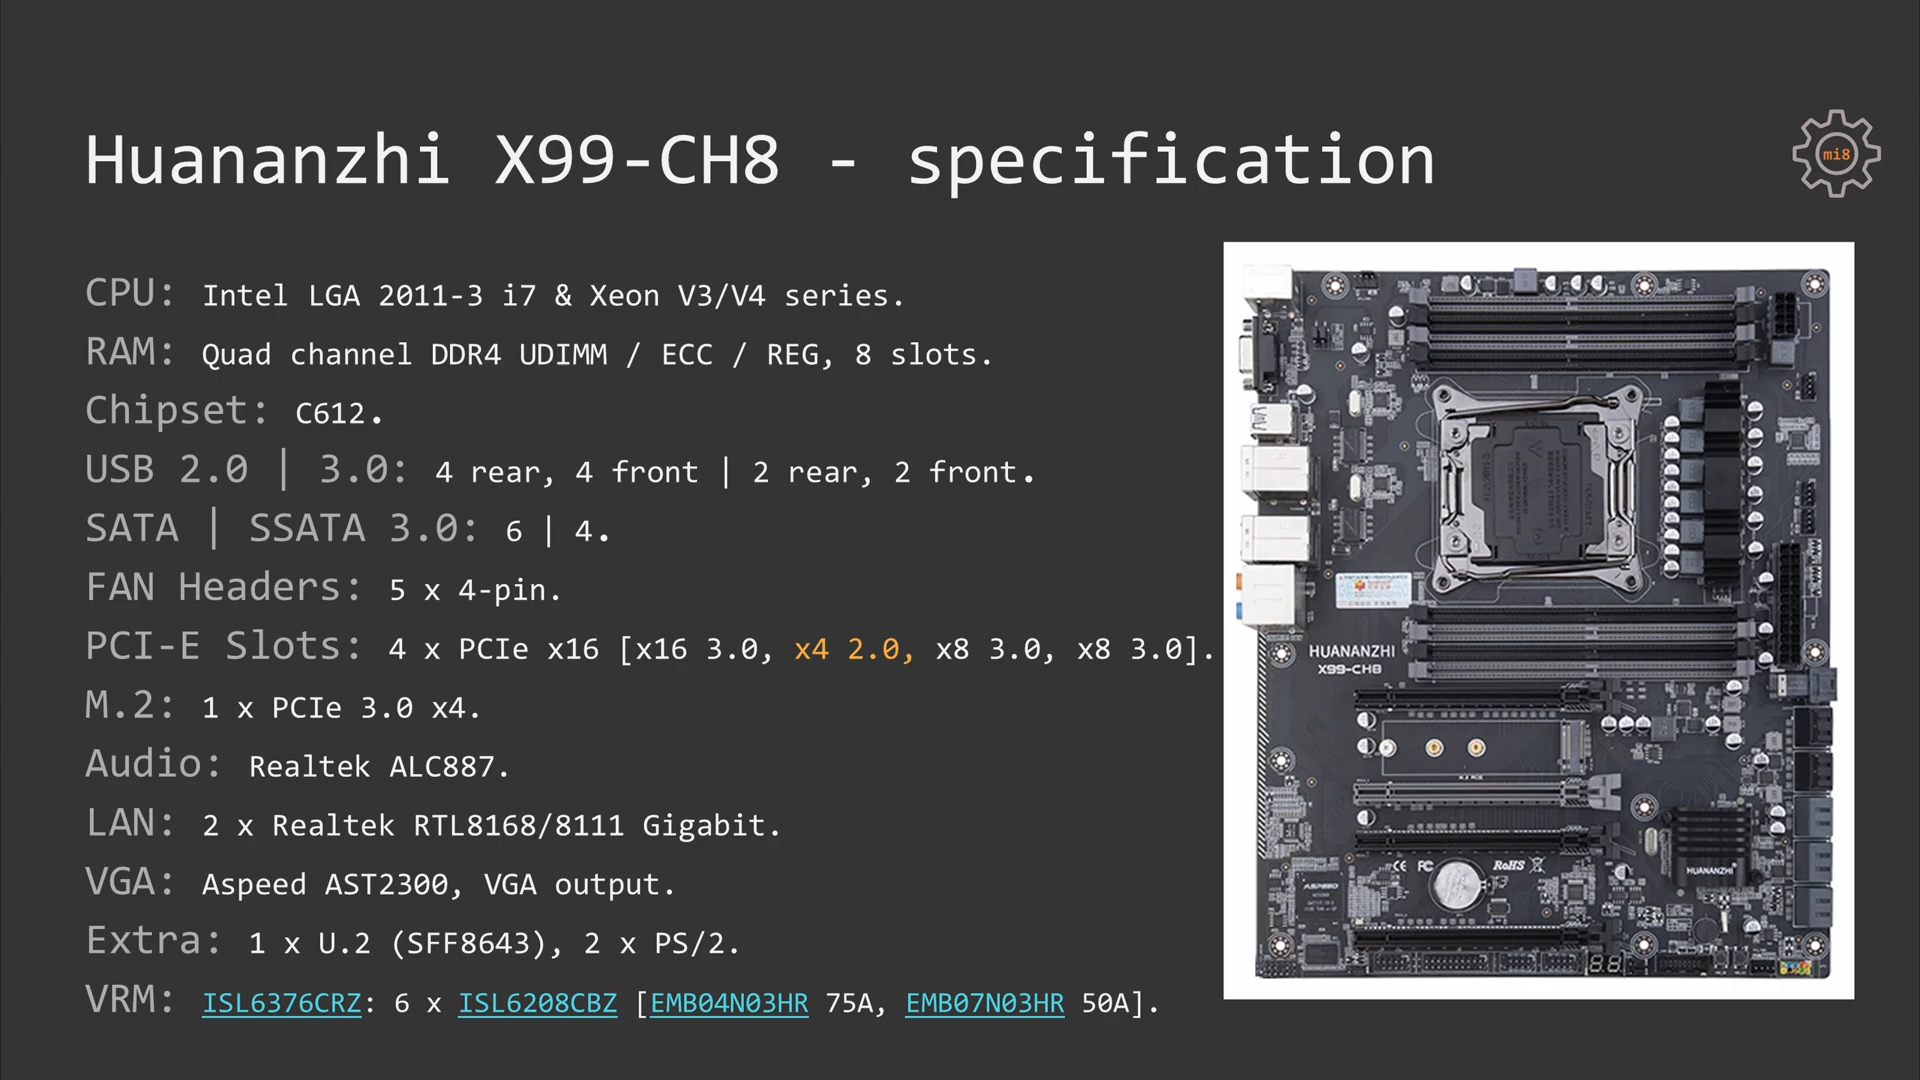 Huananzhi X99-CH8 - specification
mi8
CPU: Intel LGA 2011-3 i7 & Xeon V3/V4 series.
RAM: Quad channel DDR4 UDIMM / ECC / REG, 8 slots.
Chipset: C612.
USB 2.0 | 3.0: 4 rear, 4 front | 2 rear, 2 front.
SATA | SSATA 3.0: 6 | 4.
FAN Headers: 5 x 4-pin.
PCI-E Slots: 4 x PCIe x16 [x16 3.0, x4 2.0, x8 3.0, x8 3.0].
M.2: 1 x PCIe 3.0 x4.
Audio: Realtek ALC887.
LAN: 2 x Realtek RTL8168/8111 Gigabit.
VGA: Aspeed AST2300, VGA output.
Extra: 1 x U.2 (SFF8643), 2 x PS/2.
VRM: ISL6376CRZ: 6 x ISL6208CBZ [EMB04N03HR 75A, EMB07N03HR 50A].
HUANANZHI
X99-CH8
M.2 PCIE
CE FC RoHS
HUANANZHI
ASPEED